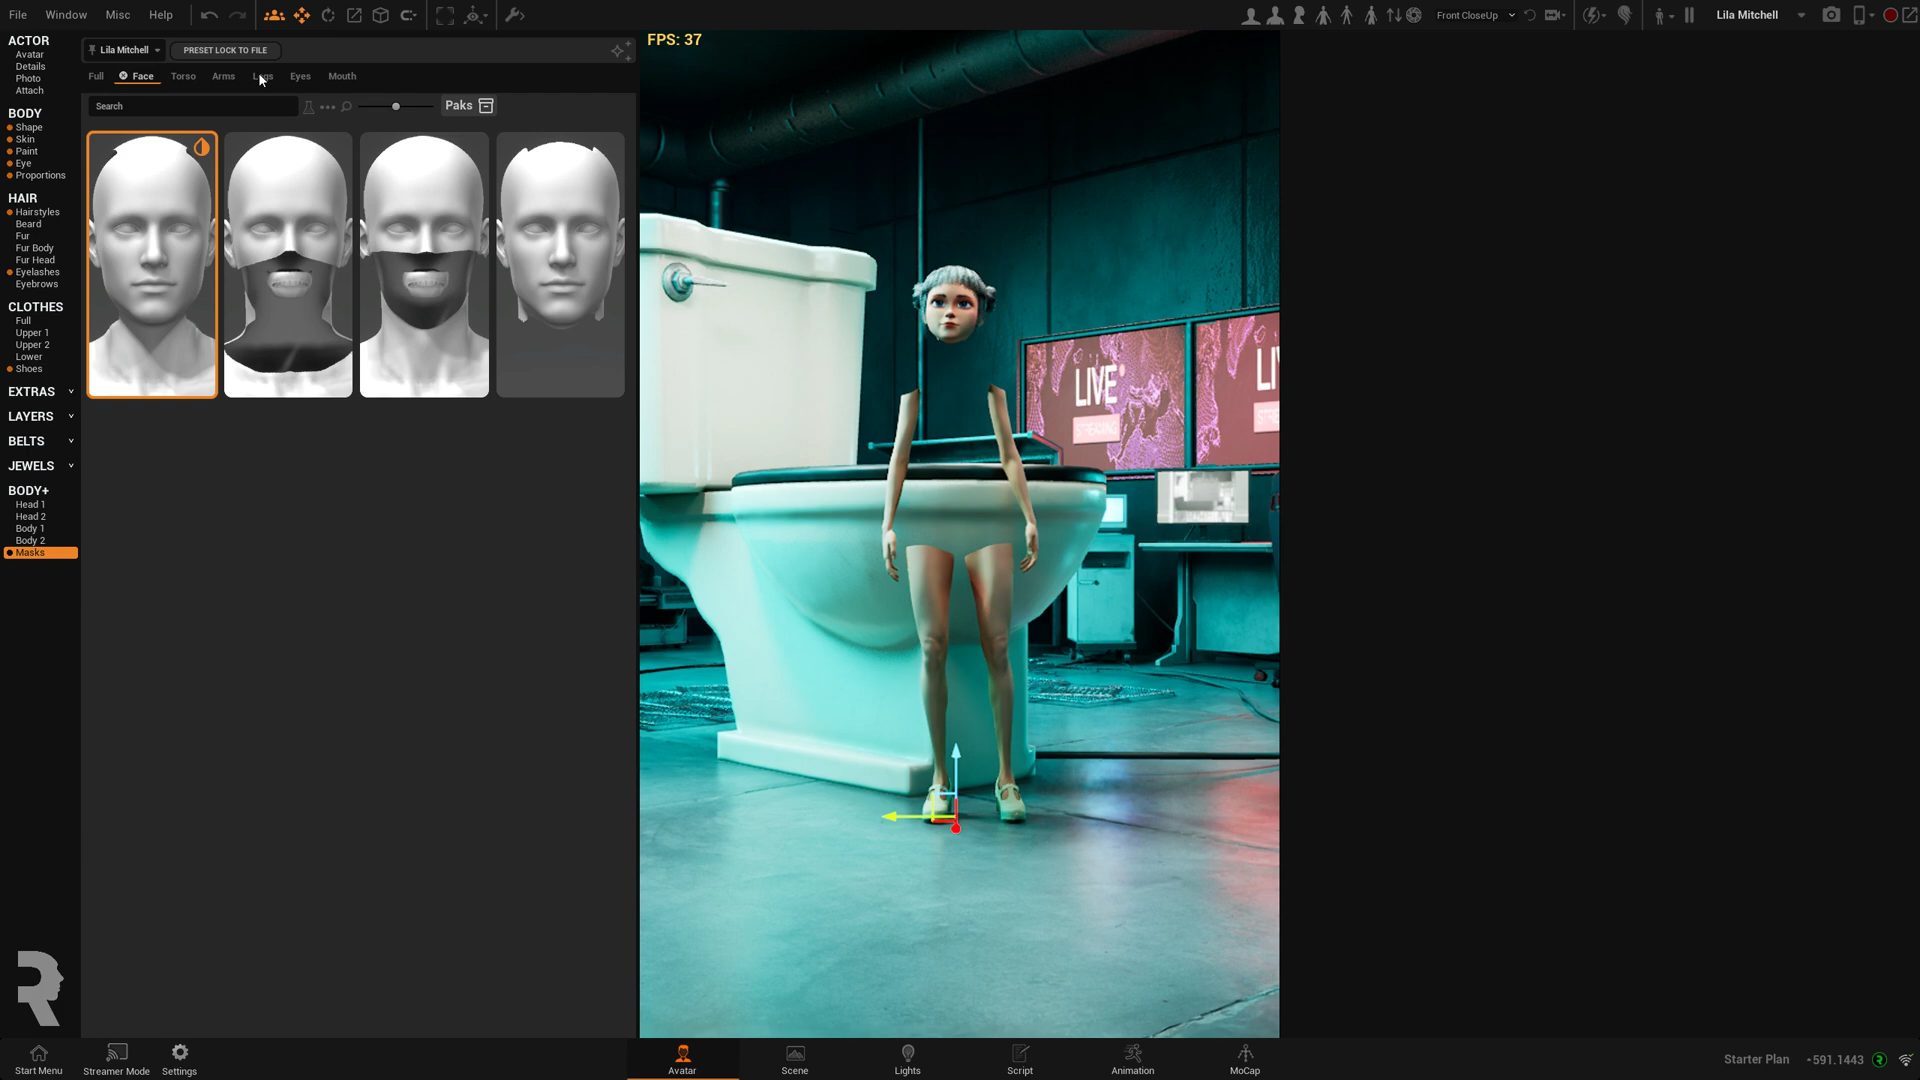 File Window Misc Help Front CloseUp Lila Mitchell
ACTOR
Avatar
Details
Photo
Attach
BODY
Shape
Skin
Paint
Eye
Proportions
HAIR
Hairstyles
Beard
Fur
Fur Body
Fur Head
Eyelashes
Eyebrows
CLOTHES
Full
Upper 1
Upper 2
Lower
Shoes
EXTRAS
LAYERS
BELTS
JEWELS
BODY+
Head 1
Head 2
Body 1
Body 2
Masks
Lila Mitchell PRESET LOCK TO FILE
Full Face Torso Arms Legs Eyes Mouth
Search Paks
FPS: 37
LIVE
STREAMING
LI
STRE
Start Menu Streamer Mode Settings Avatar Scene Lights Script Animation MoCap
Starter Plan -591.1443